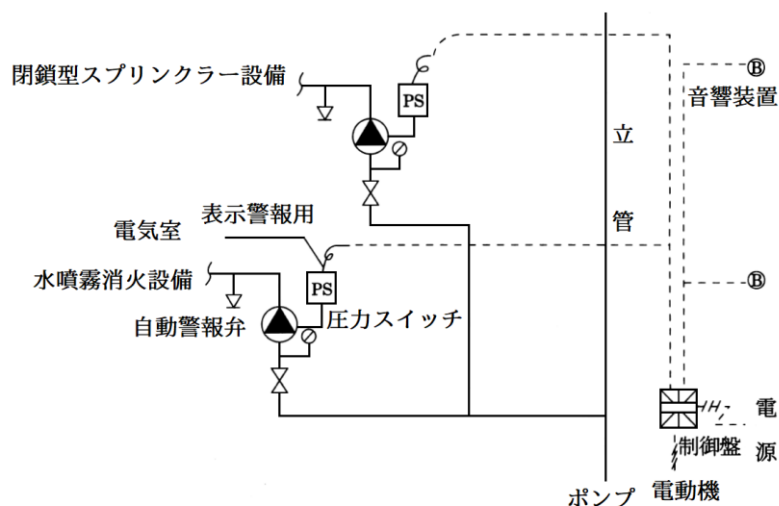 閉鎖型スプリンクラー設備
PS
Ⓑ
音響装置
立
管
表示警報用
電気室
水噴霧消火設備
PS
Ⓑ
自動警報弁
圧力スイッチ
電
制御盤
源
ポンプ
電動機